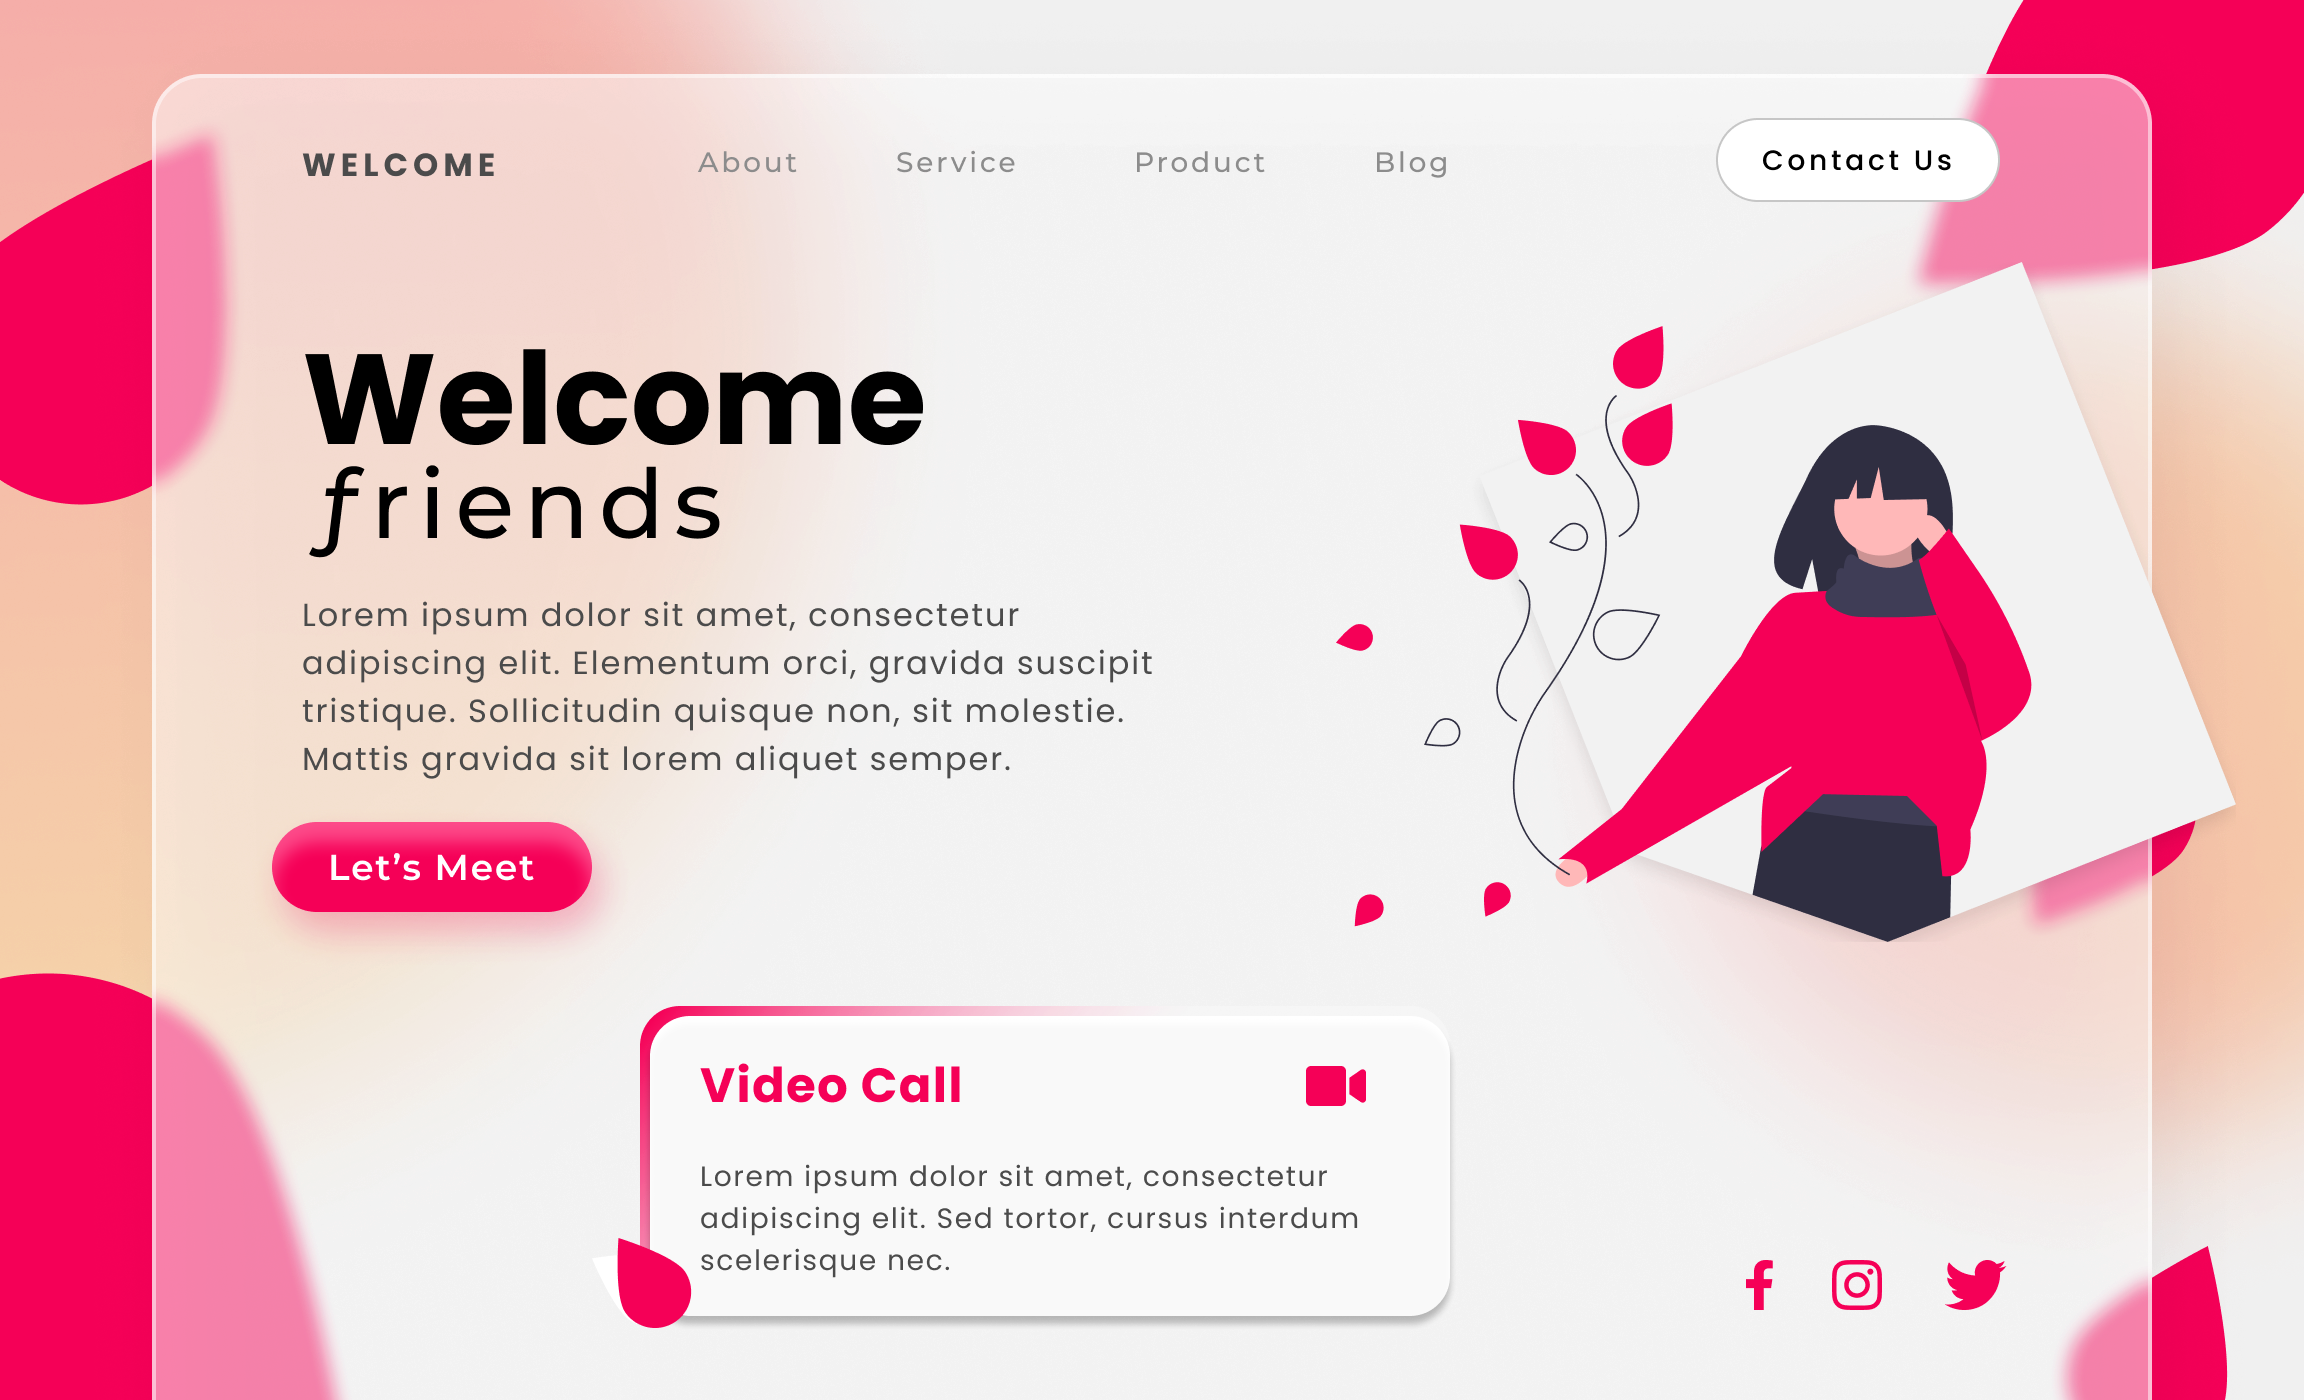 WELCOME
About
Service
Product
Blog
Contact Us
Welcome
friends
Lorem ipsum dolor sit amet, consectetur
adipiscing elit. Elementum orci, gravida suscipit
tristique. Sollicitudin quisque non, sit molestie.
Mattis gravida sit lorem aliquet semper.
Let’s Meet
Video Call
Lorem ipsum dolor sit amet, consectetur
adipiscing elit. Sed tortor, cursus interdum
scelerisque nec.